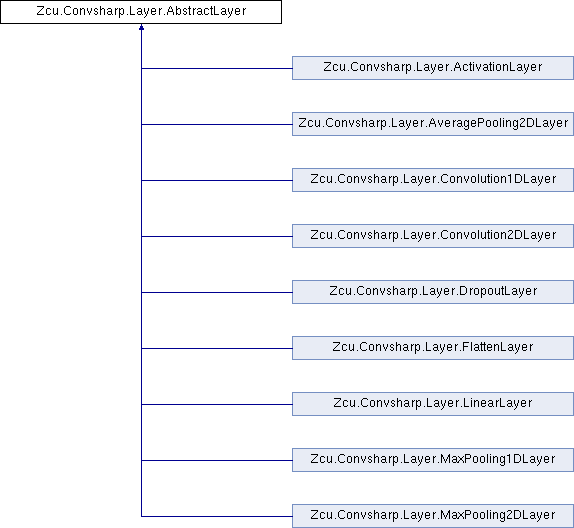 Zcu.Convsharp.Layer.AbstractLayer
Zcu.Convsharp.Layer.ActivationLayer
Zcu.Convsharp.Layer.AveragePooling2DLayer
Zcu.Convsharp.Layer.Convolution1DLayer
Zcu.Convsharp.Layer.Convolution2DLayer
Zcu.Convsharp.Layer.DropoutLayer
Zcu.Convsharp.Layer.FlattenLayer
Zcu.Convsharp.Layer.LinearLayer
Zcu.Convsharp.Layer.MaxPooling1DLayer
Zcu.Convsharp.Layer.MaxPooling2DLayer